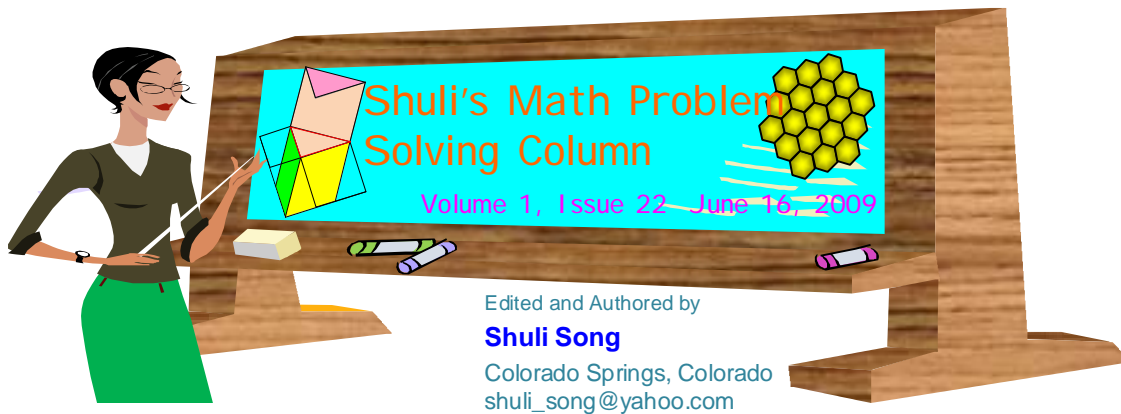 Shuli's Math Problem
Solving Column
Volume 1, Issue 22 June 16, 2009
Edited and Authored by
Shuli Song
Colorado Springs, Colorado
shuli_song@yahoo.com